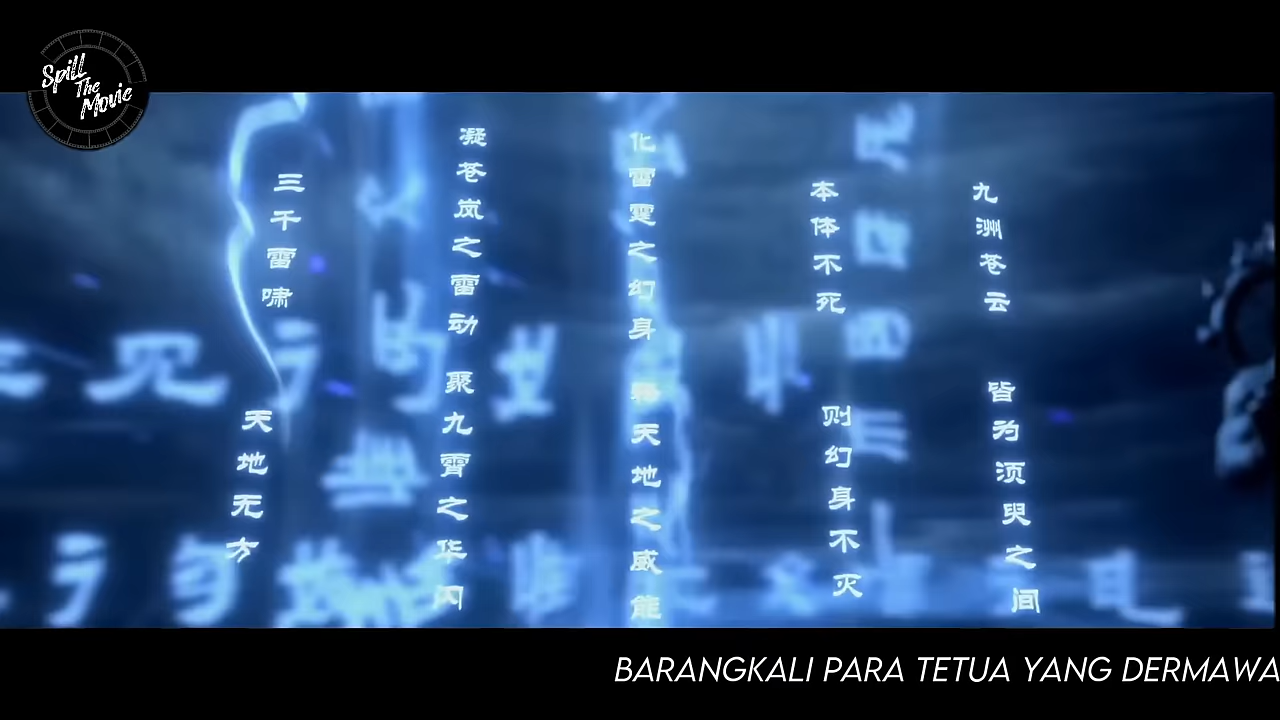 Spill
The
Movie
九洲苍云 皆为须臾之间
本体不死 则幻身不灭
化雷霆之幻身 天地之威能
凝苍岚之雷动 聚九霄之华闪
三千雷啸 天地无方
BARANGKALI PARA TETUA YANG DERMAWA